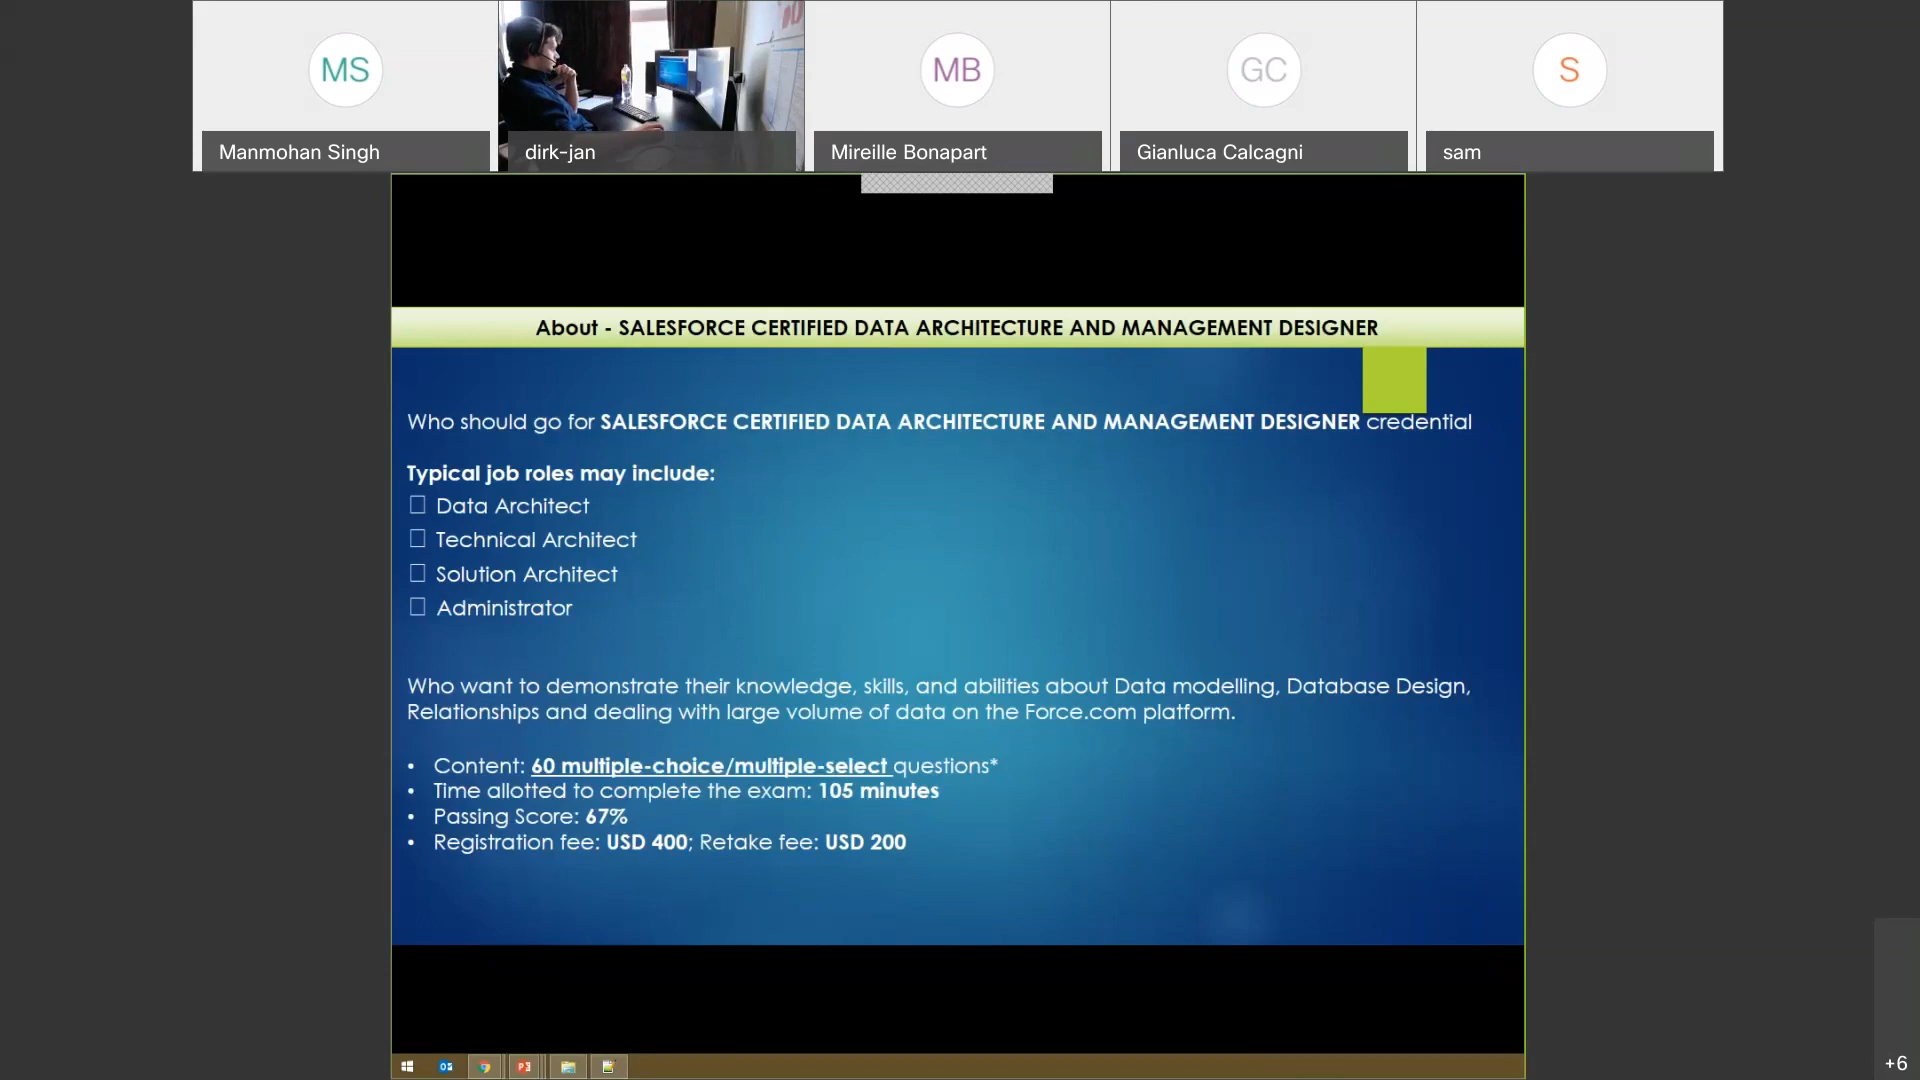 MS
MB
GC
S
Manmohan Singh
dirk-jan
Mireille Bonapart
Gianluca Calcagni
sam
About - SALESFORCE CERTIFIED DATA ARCHITECTURE AND MANAGEMENT DESIGNER
Who should go for SALESFORCE CERTIFIED DATA ARCHITECTURE AND MANAGEMENT DESIGNER credential
Typical job roles may include:
Data Architect
Technical Architect
Solution Architect
Administrator
Who want to demonstrate their knowledge, skills, and abilities about Data modelling, Database Design,
Relationships and dealing with large volume of data on the Force.com platform.
• Content: 60 multiple-choice/multiple-select questions*
• Time allotted to complete the exam: 105 minutes
• Passing Score: 67%
• Registration fee: USD 400; Retake fee: USD 200
+6